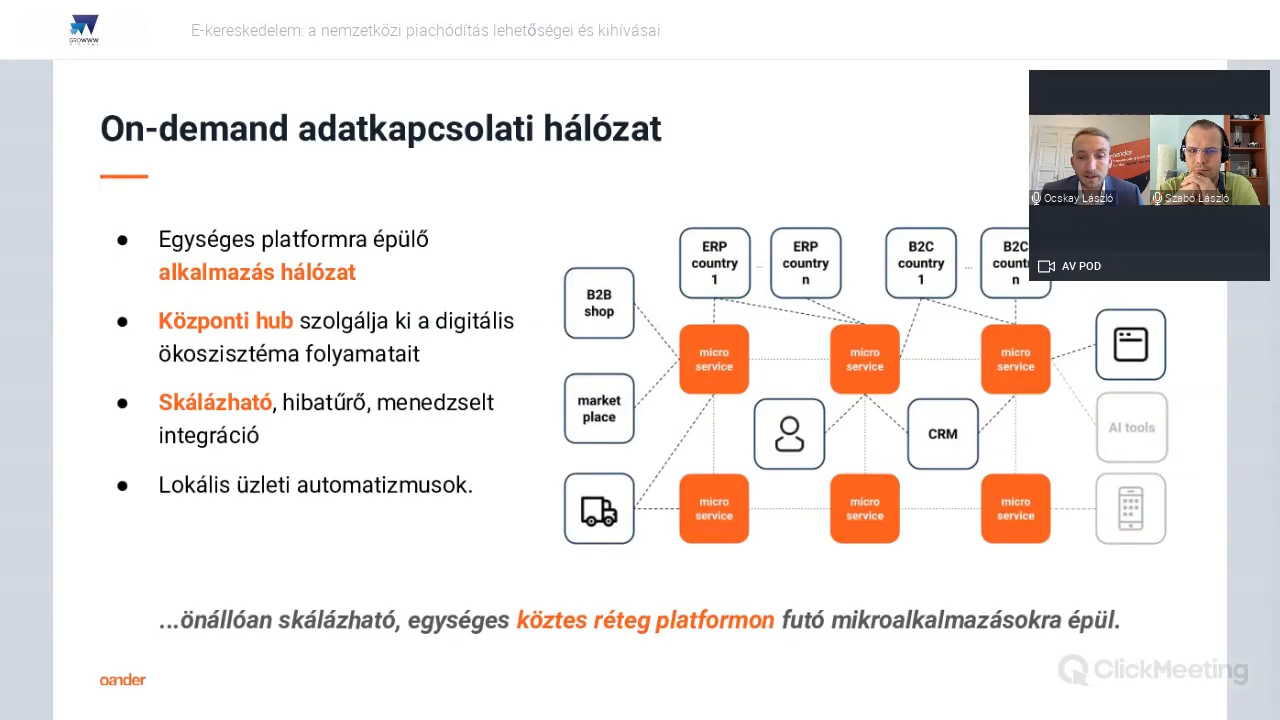 GROWWW
DIGITAL
E-kereskedelem: a nemzetközi piachódítás lehetőségei és kihívásai
On-demand adatkapcsolati hálózat
● Egységes platformra épülő
alkalmazás hálózat
● Központi hub szolgálja ki a digitális
ökoszisztéma folyamatait
● Skálázható, hibatűrő, menedzselt
integráció
● Lokális üzleti automatizmusok.
B2B
shop
market
place
ERP
country
1
...
ERP
country
n
B2C
country
1
...
B2C
n
micro
service
micro
service
micro
service
CRM
AI tools
micro
service
micro
service
micro
service
...önállóan skálázható, egységes köztes réteg platformon futó mikroalkalmazásokra épül.
oander
oander
Ocskay László
Szabó László
AV POD
ClickMeeting